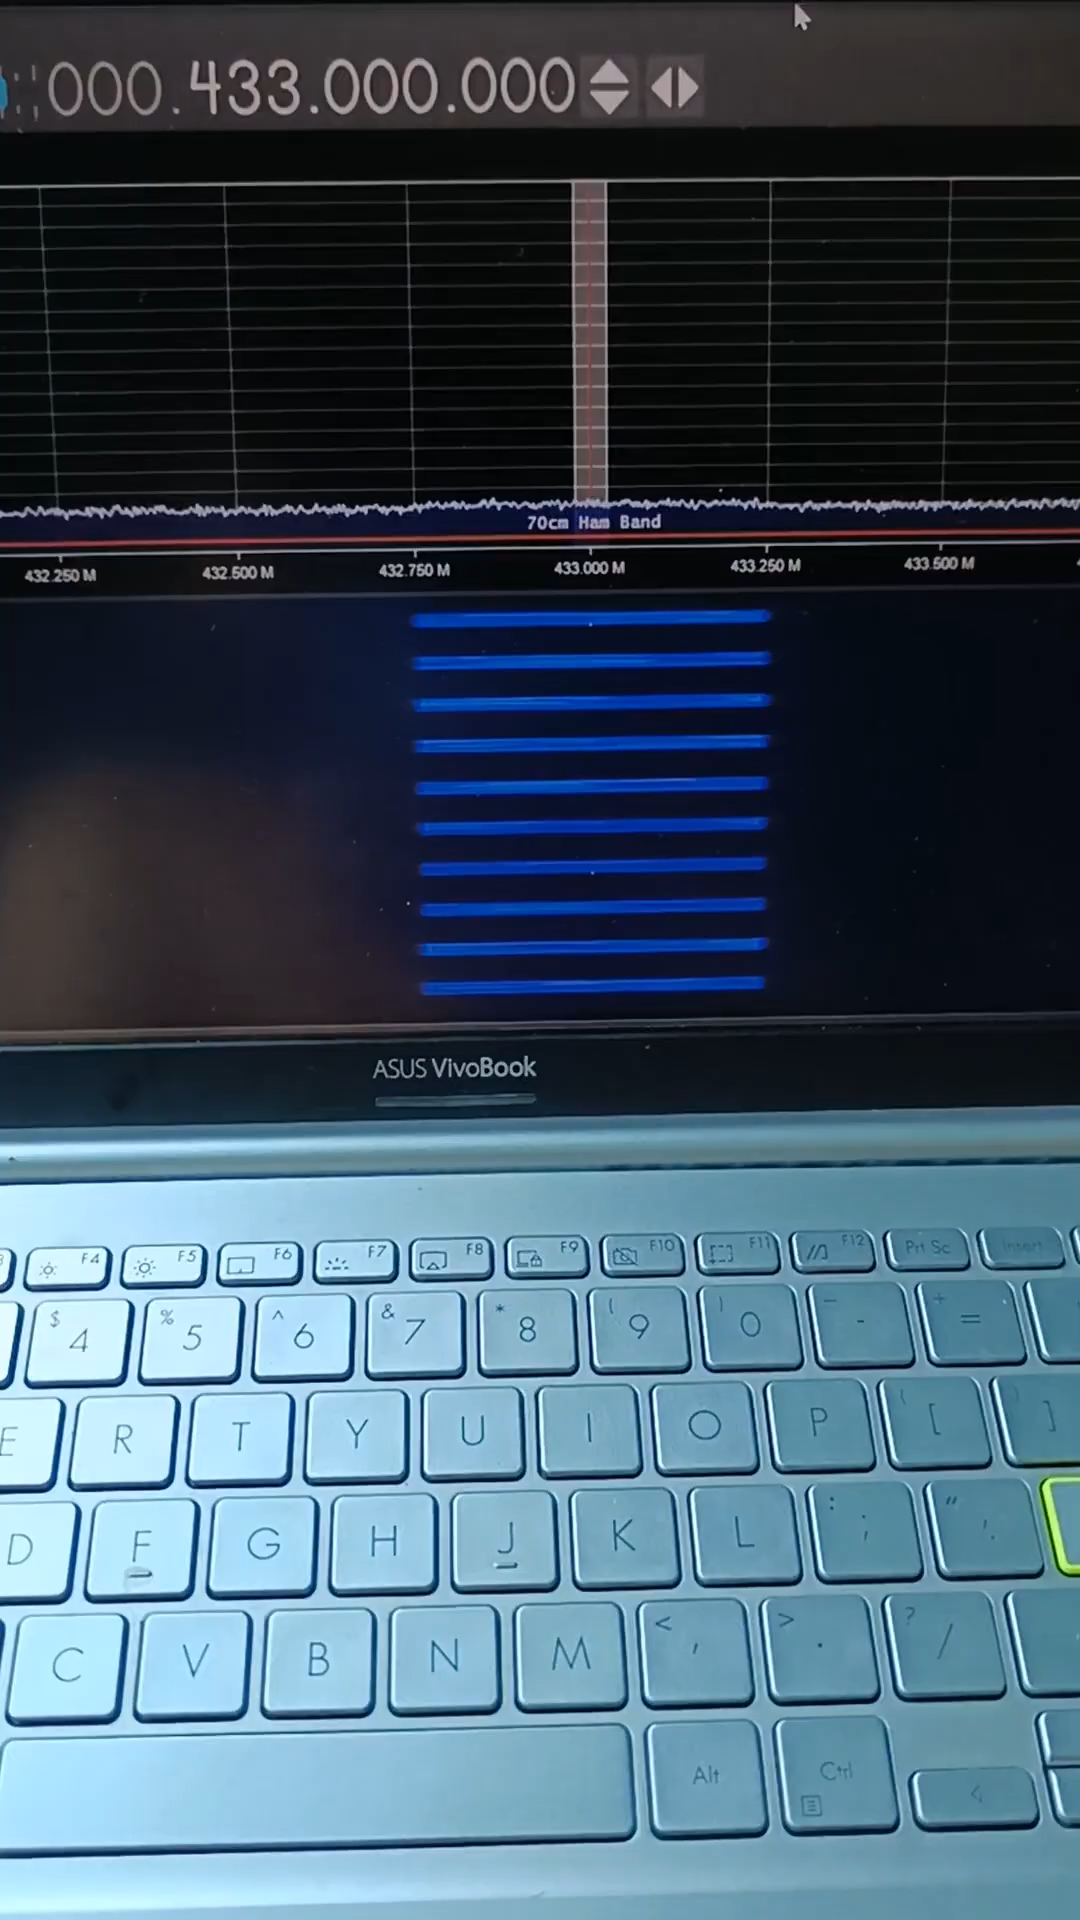 000.433.000.000
70cm Ham Band
432.250 M 432.500 M 432.750 M 433.000 M 433.250 M 433.500 M
ASUS VivoBook
F4 F5 F6 F7 F8 F9 F10 F11 F12 Prt Sc Insert
$ 4 % 5 ^ 6 & 7 * 8 ( 9 ) 0 - = +
E R T Y U I O P [ ]
D F G H J K L : ; " '
C V B N M < , > . ? /
Alt Ctrl